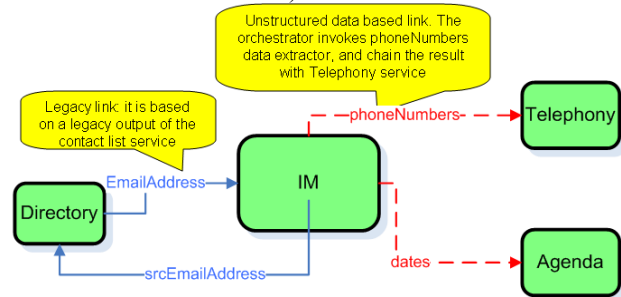 Unstructured data based link. The
orchestrator invokes phoneNumbers
data extractor, and chain the result
with Telephony service
Legacy link: it is based
on a legacy output of the
contact list service
phoneNumbers
Telephony
EmailAddress
IM
Directory
srcEmailAddress
dates
Agenda